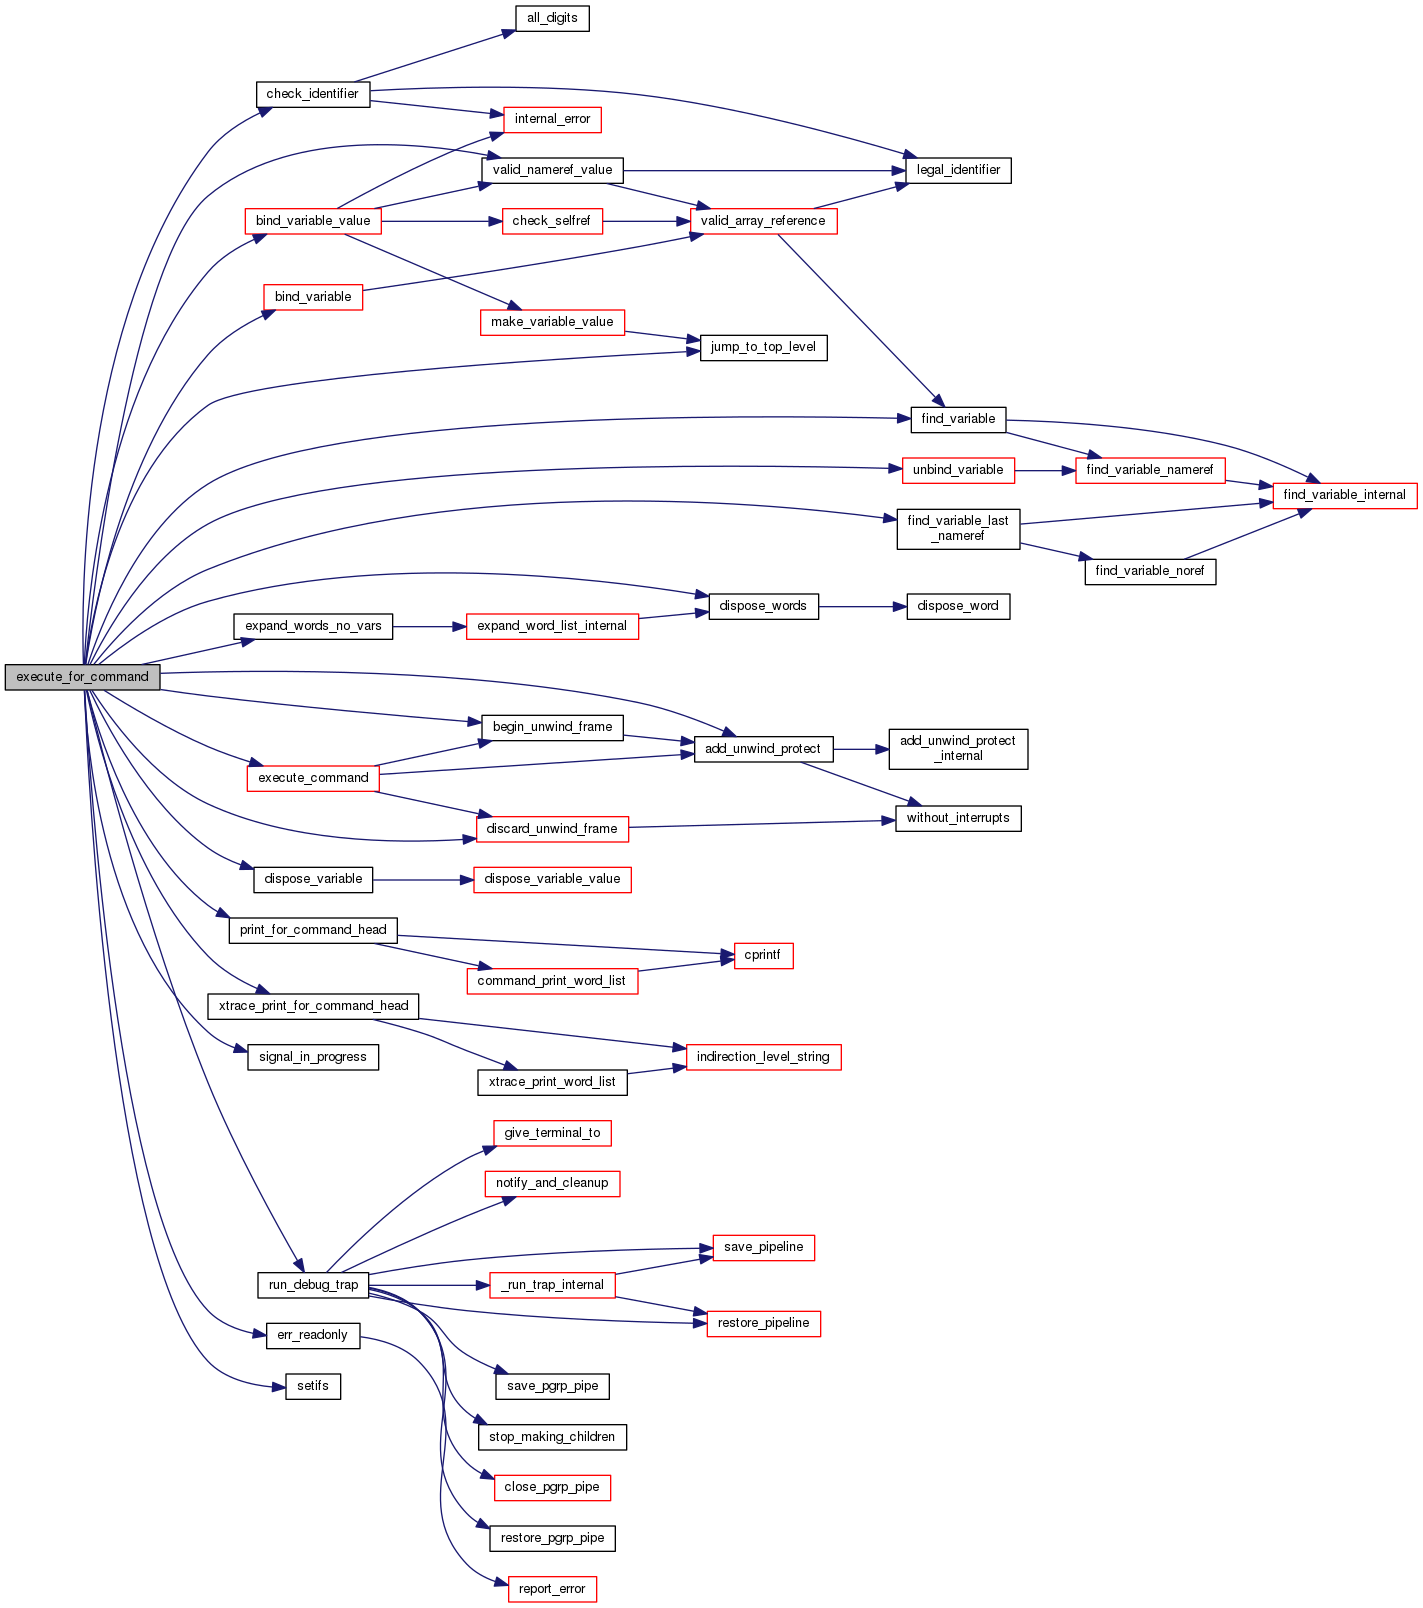 all_digits
check_identifier
internal_error
valid_nameref_value
legal_identifier
bind_variable_value
check_selfref
valid_array_reference
bind_variable
make_variable_value
jump_to_top_level
find_variable
unbind_variable
find_variable_nameref
find_variable_internal
find_variable_last
_nameref
find_variable_noref
dispose_words
dispose_word
expand_words_no_vars
expand_word_list_internal
execute_for_command
begin_unwind_frame
add_unwind_protect
add_unwind_protect
_internal
execute_command
discard_unwind_frame
without_interrupts
dispose_variable
dispose_variable_value
print_for_command_head
cprintf
command_print_word_list
xtrace_print_for_command_head
signal_in_progress
indirection_level_string
xtrace_print_word_list
give_terminal_to
notify_and_cleanup
save_pipeline
run_debug_trap
_run_trap_internal
restore_pipeline
err_readonly
setifs
save_pgrp_pipe
stop_making_children
close_pgrp_pipe
restore_pgrp_pipe
report_error